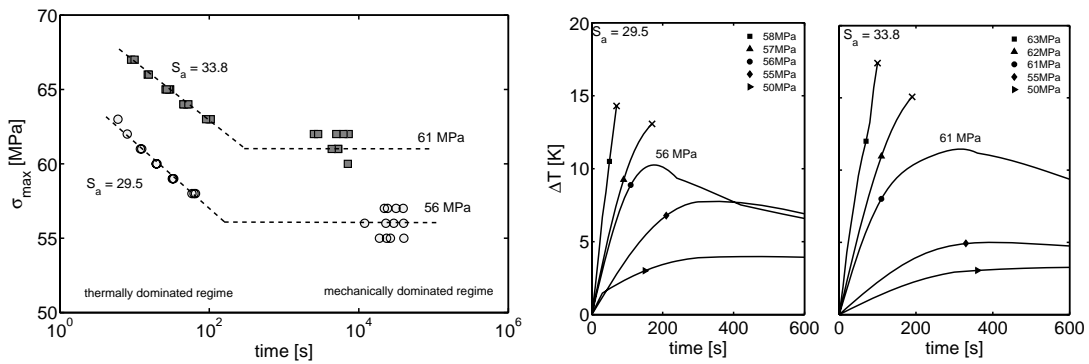 70
65
60
55
50
σmax [MPa]
Sa = 33.8
Sa = 29.5
61 MPa
56 MPa
thermally dominated regime
mechanically dominated regime
10^0
10^2
10^4
10^6
time [s]
20
15
10
5
0
ΔT [K]
Sa = 29.5
58MPa
57MPa
56MPa
55MPa
50MPa
56 MPa
0
200
400
600
time [s]
Sa = 33.8
63MPa
62MPa
61MPa
55MPa
50MPa
61 MPa
0
200
400
600
time [s]